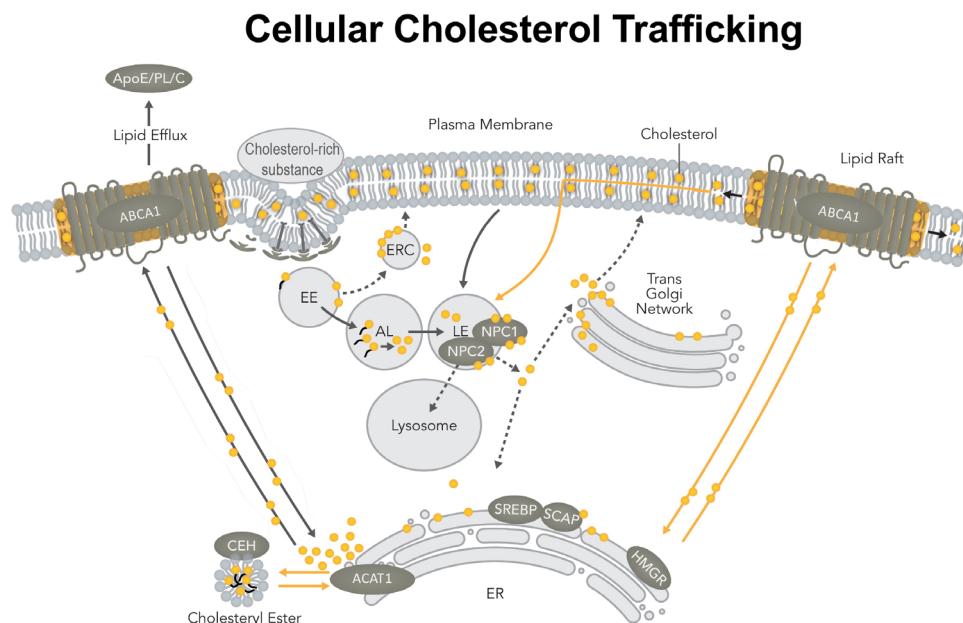 Cellular Cholesterol Trafficking
ApoE/PL/C
Lipid Efflux
Cholesterol-rich
substance
Plasma Membrane
Cholesterol
Lipid Raft
ABCA1
ABCA1
ERC
EE
AL
LE
NPC1
NPC2
Trans
Golgi
Network
Lysosome
SREBP
SCAP
HMGR
CEH
ACAT1
ER
Cholesteryl Ester